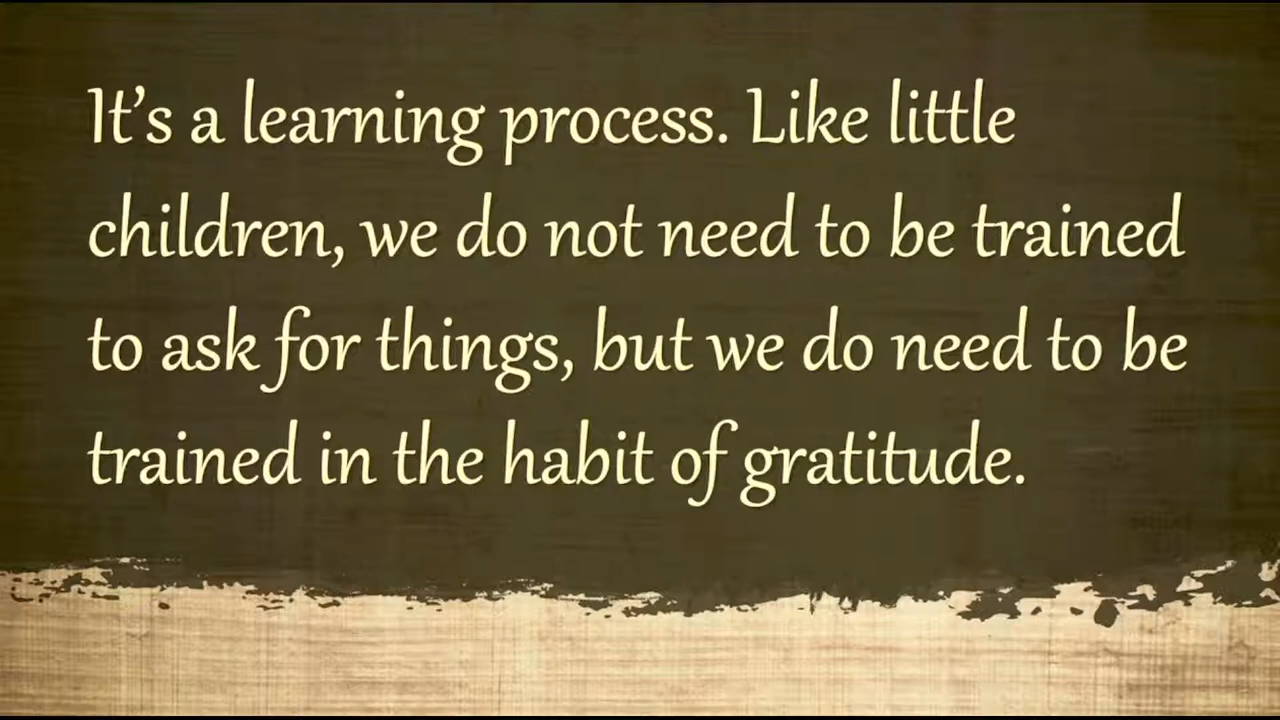 It’s a learning process. Like little
children, we do not need to be trained
to ask for things, but we do need to be
trained in the habit of gratitude.